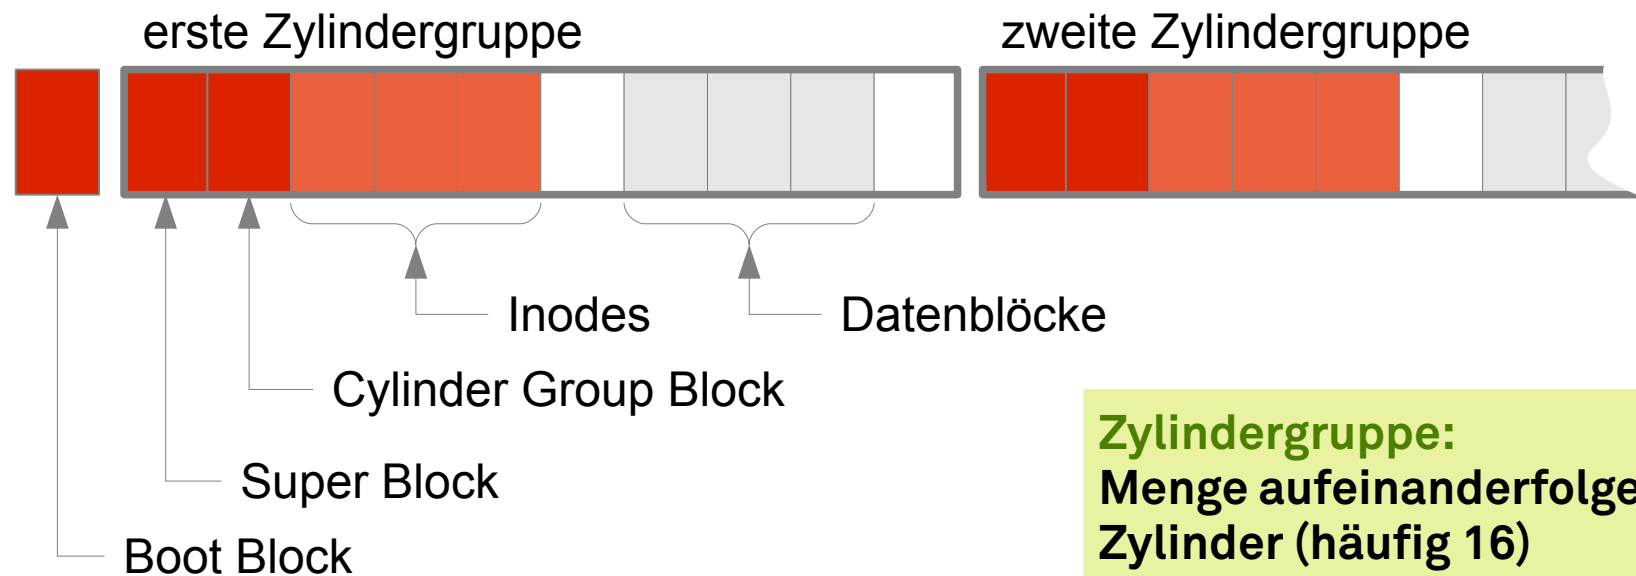 erste Zylindergruppe
zweite Zylindergruppe
Inodes
Datenblöcke
Cylinder Group Block
Super Block
Boot Block
Zylindergruppe:
Menge aufeinanderfolge
Zylinder (häufig 16)